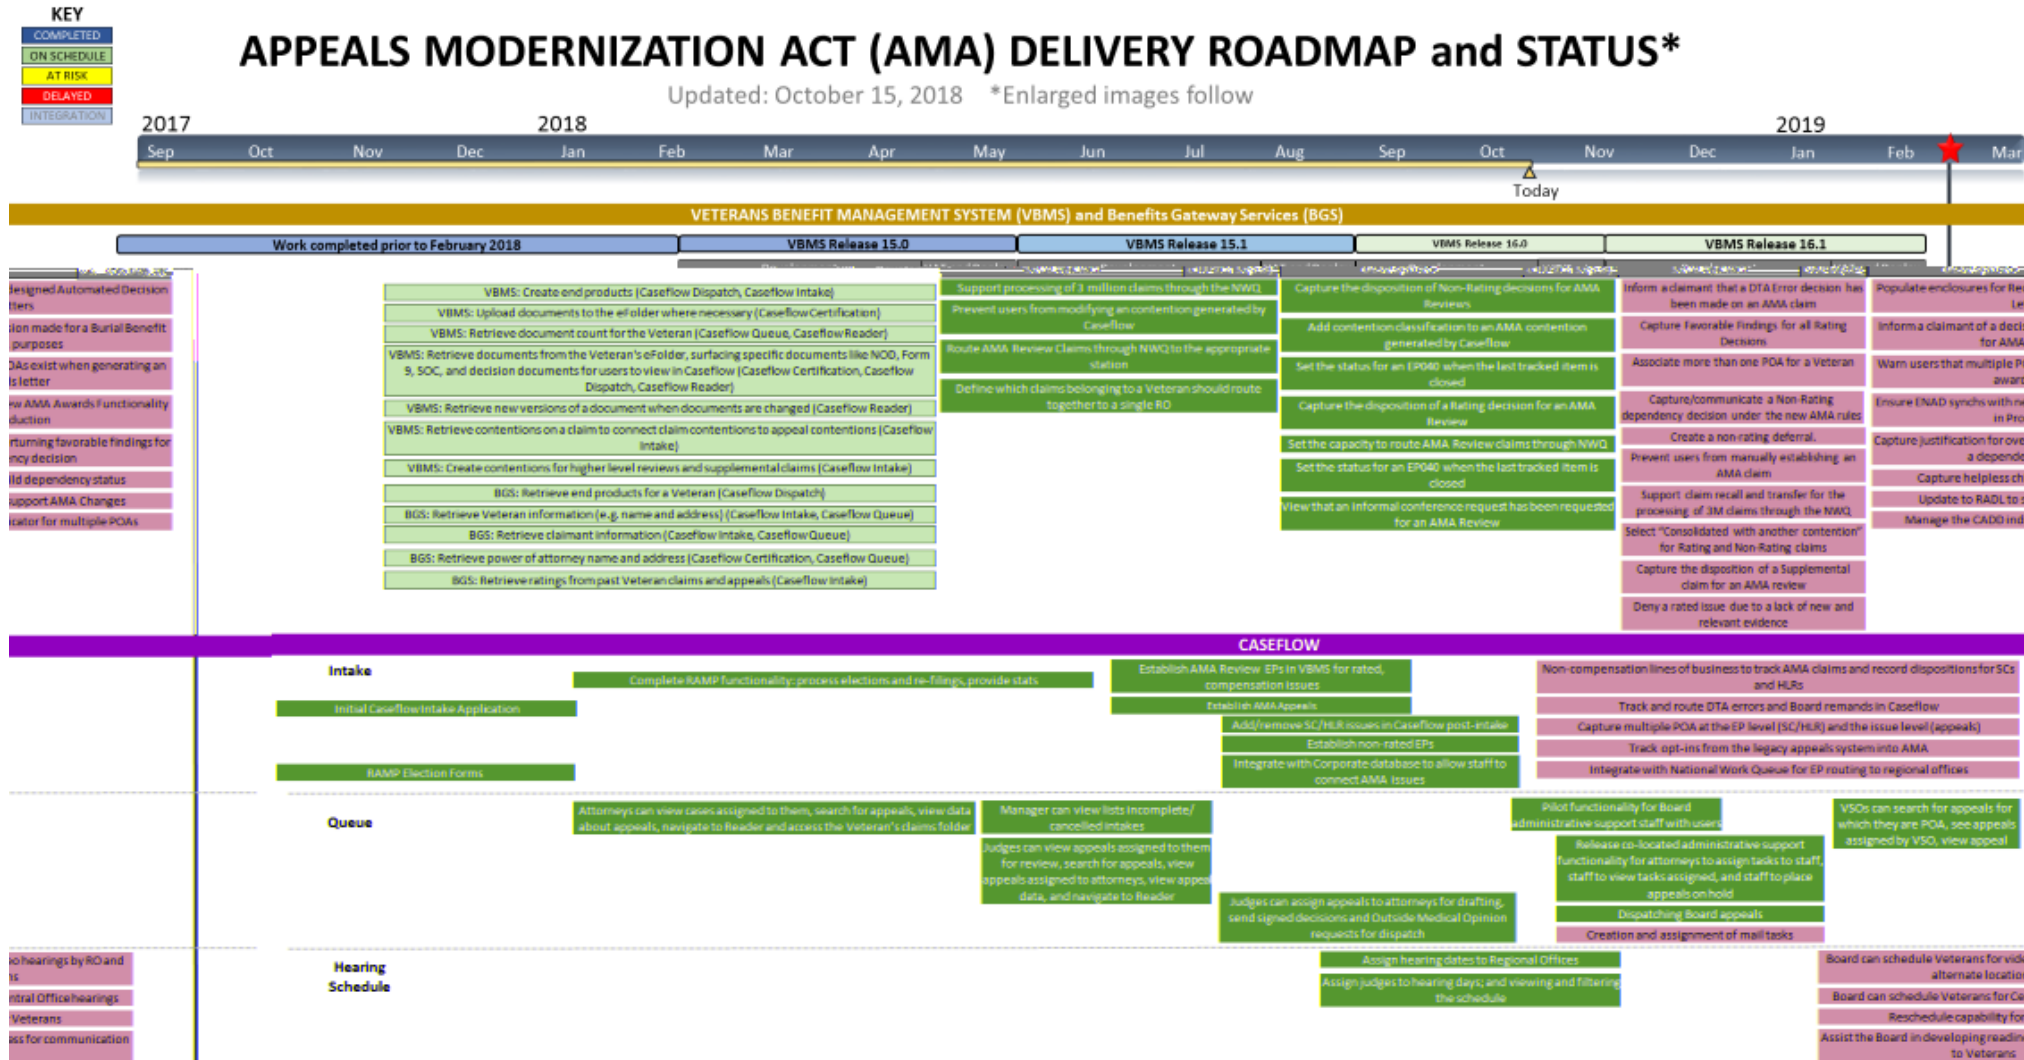 KEY
COMPLETED
ON SCHEDULE
AT RISK
DELAYED
INTEGRATION
APPEALS MODERNIZATION ACT (AMA) DELIVERY ROADMAP and STATUS*
Updated: October 15, 2018 *Enlarged images follow
2017 2018 2019
Sep Oct Nov Dec Jan Feb Mar Apr May Jun Jul Aug Sep Oct Nov Dec Jan Feb Mar
Today
VETERANS BENEFIT MANAGEMENT SYSTEM (VBMS) and Benefits Gateway Services (BGS)
Work completed prior to February 2018
VBMS Release 15.0
VBMS Release 15.1
VBMS Release 16.0
VBMS Release 16.1
esigned Automated Decision
tters
ion made for a Burial Benefit
purposes
OAs exist when generating an
s letter
ew AMA Awards Functionality
duction
rturning favorable findings for
ncy decision
ld dependency status
support AMA Changes
icator for multiple POAs
VBMS: Create end products (Caseflow Dispatch, Caseflow Intake)
VBMS: Upload documents to the eFolder where necessary (Caseflow Certification)
VBMS: Retrieve document count for the Veteran (Caseflow Queue, Caseflow Reader)
VBMS: Retrieve documents from the Veteran's eFolder, surfacing specific documents like NOD, Form
9, SOC, and decision documents for users to view in Caseflow (Caseflow Certification, Caseflow
Dispatch, Caseflow Reader)
VBMS: Retrieve new versions of a document when documents are changed (Caseflow Reader)
VBMS: Retrieve contentions on a claim to connect claim contentions to appeal contentions (Caseflow
Intake)
VBMS: Create contentions for higher level reviews and supplemental claims (Caseflow Intake)
BGS: Retrieve end products for a Veteran (Caseflow Dispatch)
BGS: Retrieve Veteran information (e.g. name and address) (Caseflow Intake, Caseflow Queue)
BGS: Retrieve claimant information (Caseflow Intake, Caseflow Queue)
BGS: Retrieve power of attorney name and address (Caseflow Certification, Caseflow Queue)
BGS: Retrieve ratings from past Veteran claims and appeals (Caseflow Intake)
Support processing of 3 million claims through the NWQ
Prevent users from modifying an contention generated by
Caseflow
Route AMA Review Claims through NWQ to the appropriate
station
Define which claims belonging to a Veteran should route
together to a single RO
Capture the disposition of Non-Rating decisions for AMA
Reviews
Add contention classification to an AMA contention
generated by Caseflow
Set the status for an EP040 when the last tracked item is
closed
Capture the disposition of a Rating decision for an AMA
Review
Set the capacity to route AMA Review claims through NWQ
Set the status for an EP040 when the last tracked item is
closed
View that an informal conference request has been requested
for an AMA Review
Inform a claimant that a DTA Error decision has
been made on an AMA claim
Capture Favorable Findings for all Rating
Decisions
Associate more than one POA for a Veteran
Capture/communicate a Non-Rating
dependency decision under the new AMA rules
Create a non-rating deferral.
Prevent users from manually establishing an
AMA claim
Support claim recall and transfer for the
processing of 3M claims through the NWQ
Select "Consolidated with another contention"
for Rating and Non-Rating claims
Capture the disposition of a Supplemental
claim for an AMA review
Deny a rated issue due to a lack of new and
relevant evidence
Populate enclosures for Re
Le
Inform a claimant of a decis
for AMA
Warn users that multiple P
awar
Ensure ENAD synchs with ne
in Pro
Capture justification for ove
a depende
Capture helpless ch
Update to RADL to s
Manage the CADD ind
CASEFLOW
Intake
Initial Caseflow Intake Application
RAMP Election Forms
Complete RAMP functionality: process elections and re-filings, provide stats
Establish AMA Review EPs in VBMS for rated,
compensation issues
Establish AMA Appeals
Add/remove SC/HLR issues in Caseflow post-intake
Establish non-rated EPs
Integrate with Corporate database to allow staff to
connect AMA issues
Non-compensation lines of business to track AMA claims and record dispositions for SCs
and HLRs
Track and route DTA errors and Board remands in Caseflow
Capture multiple POA at the EP level (SC/HLR) and the issue level (appeals)
Track opt-ins from the legacy appeals system into AMA
Integrate with National Work Queue for EP routing to regional offices
Queue
Attorneys can view cases assigned to them, search for appeals, view data
about appeals, navigate to Reader and access the Veteran's claims folder
Manager can view lists incomplete/
cancelled intakes
Judges can view appeals assigned to them
for review, search for appeals, view
appeals assigned to attorneys, view appeal
data, and navigate to Reader
Judges can assign appeals to attorneys for drafting,
send signed decisions and Outside Medical Opinion
requests for dispatch
Pilot functionality for Board
administrative support staff with users
Release co-located administrative support
functionality for attorneys to assign tasks to staff,
staff to view tasks assigned, and staff to place
appeals on hold
Dispatching Board appeals
Creation and assignment of mail tasks
VSOs can search for appeals for
which they are POA, see appeals
assigned by VSO, view appeal
Hearing
Schedule
eo hearings by RO and
ns
ntral Office hearings
Veterans
ess for communication
Assign hearing dates to Regional Offices
Assign judges to hearing days; and viewing and filtering
the schedule
Board can schedule Veterans for vide
alternate locatio
Board can schedule Veterans for Ce
Reschedule capability for
Assist the Board in developing readin
to Veterans